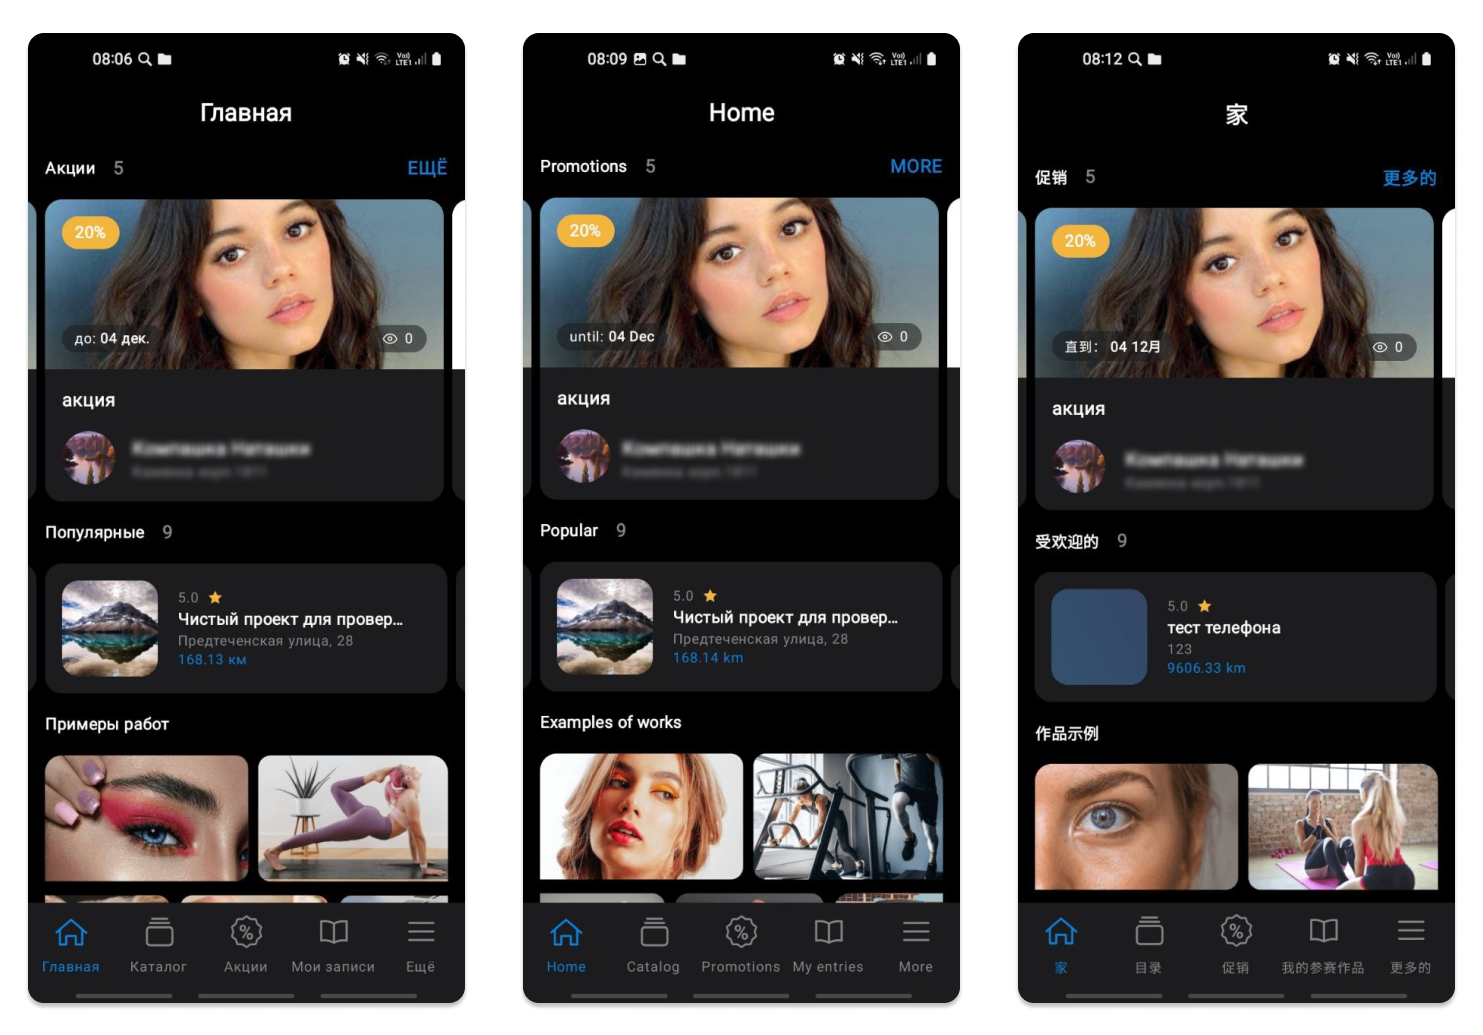 08:06
Vo)) LTE1
Главная
Акции 5 ЕЩЁ
20%
до: 04 дек. 0
акция
Популярные 9
5.0
Чистый проект для провер...
Предтеченская улица, 28
168.13 км
Примеры работ
Главная Каталог Акции Мои записи Ещё
08:09
Vo)) LTE1
Home
Promotions 5 MORE
20%
until: 04 Dec 0
акция
Popular 9
5.0
Чистый проект для провер...
Предтеченская улица, 28
168.14 km
Examples of works
Home Catalog Promotions My entries More
08:12
Vo)) LTE1
家
促销 5 更多的
20%
直到： 04 12月 0
акция
受欢迎的 9
5.0
тест телефона
123
9606.33 km
作品示例
家 目录 促销 我的参赛作品 更多的